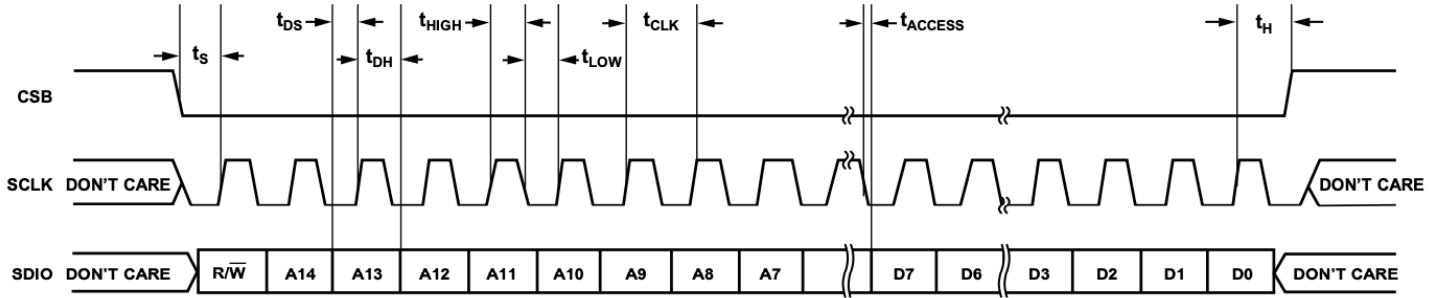 tDS
tHIGH
tCLK
tACCESS
tH
tS
tDH
tLOW
CSB
SCLK DON'T CARE DON'T CARE
SDIO DON'T CARE R/W̅ A14 A13 A12 A11 A10 A9 A8 A7 D7 D6 D3 D2 D1 D0 DON'T CARE